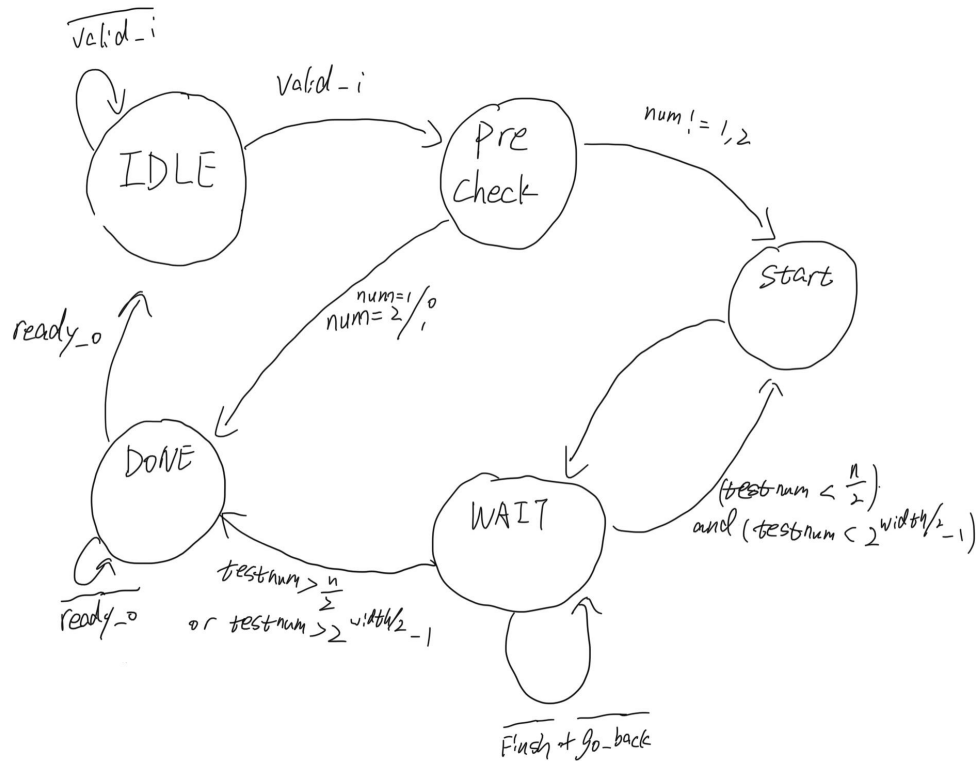 valid_i
Valid_i
IDLE
Pre
Check
num! = 1,2
Start
num=1/0
num=2/1
ready_o
DONE
ready_o
WAIT
testnum > n/2
or testnum > 2^width/2 -1
(testnum < n/2)
and (testnum < 2^width/2 -1)
Finsh + go_back